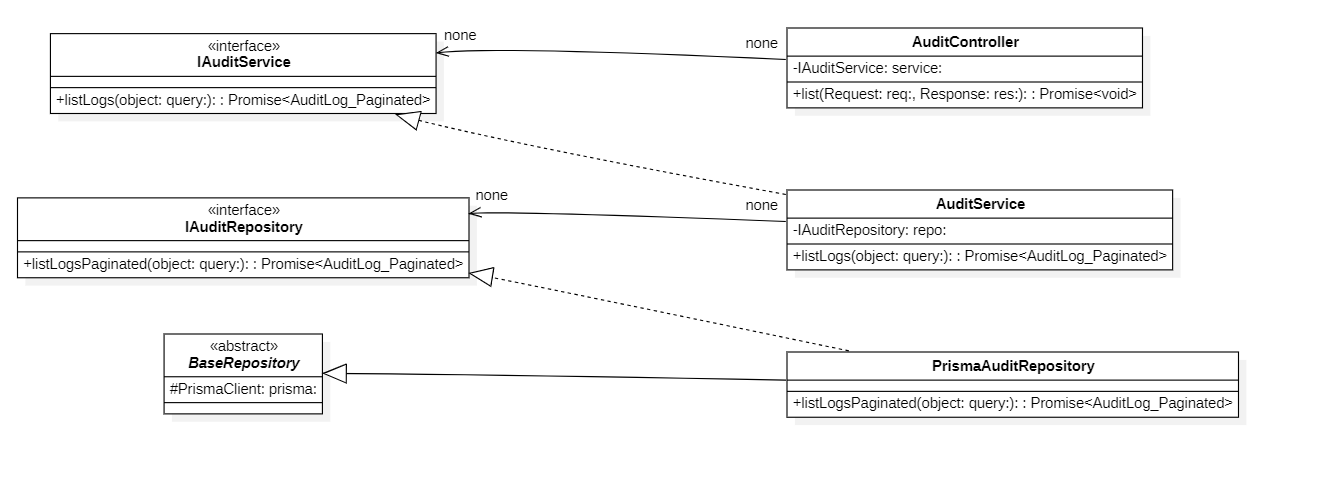 «interface»
IAuditService
+listLogs(object: query:): : Promise<AuditLog_Paginated>
none
none
AuditController
-IAuditService: service:
+list(Request: req:, Response: res:): : Promise<void>
«interface»
IAuditRepository
+listLogsPaginated(object: query:): : Promise<AuditLog_Paginated>
none
none
AuditService
-IAuditRepository: repo:
+listLogs(object: query:): : Promise<AuditLog_Paginated>
«abstract»
BaseRepository
#PrismaClient: prisma:
PrismaAuditRepository
+listLogsPaginated(object: query:): : Promise<AuditLog_Paginated>